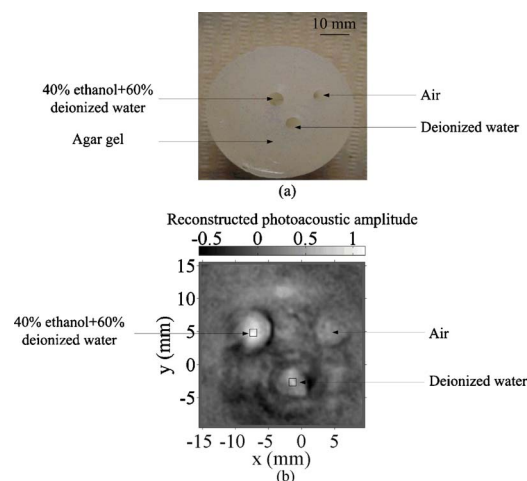 10 mm
40% ethanol+60%
deionized water
Air
Deionized water
Agar gel
(a)
Reconstructed photoacoustic amplitude
-0.5 0 0.5 1
15
10
5
0
-5
y (mm)
40% ethanol+60%
deionized water
Air
Deionized water
-15 -10 -5 0 5
x (mm)
(b)